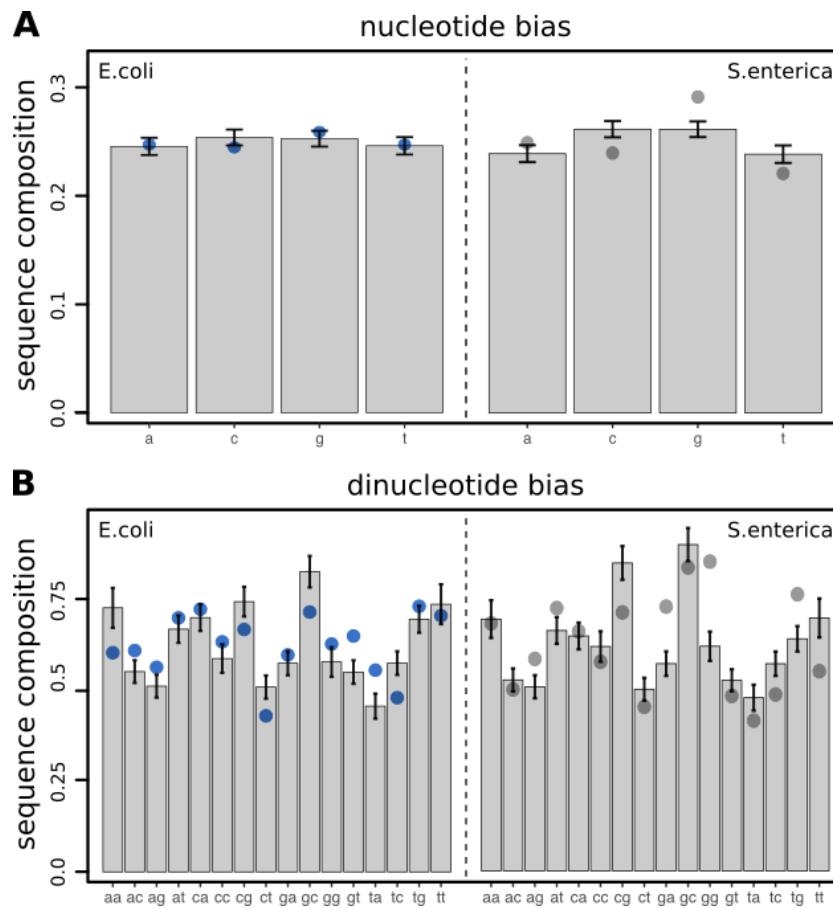 A nucleotide bias
E.coli S.enterica
sequence composition
0.3
0.2
0.1
0.0
a c g t a c g t
B dinucleotide bias
E.coli S.enterica
sequence composition
0.75
0.5
0.25
0.0
aa ac ag at ca cc cg ct ga gc gg gt ta tc tg tt aa ac ag at ca cc cg ct ga gc gg gt ta tc tg tt